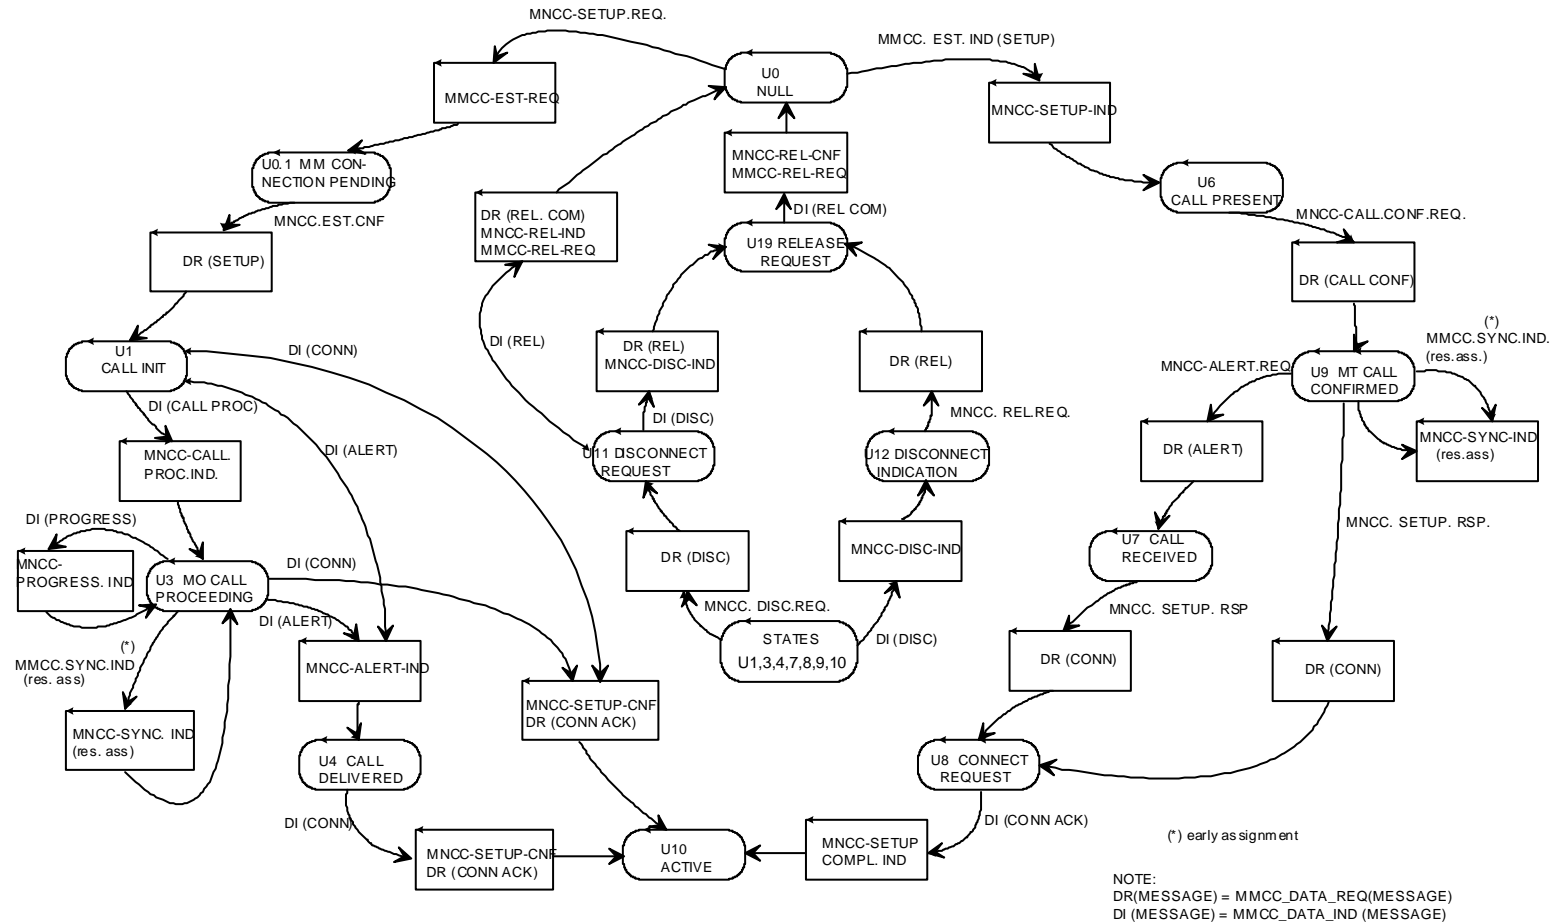 MNCC-SETUP.REQ.
MMCC. EST. IND (SETUP)
U0
NULL
MMCC-EST-REQ
MNCC-SETUP-IND
U0.1 MM CON-
NECTION PENDING
MNCC.EST.CNF
MNCC-REL-CNF
MMCC-REL-REQ
DI (REL COM)
U6
CALL PRESENT
MNCC-CALL.CONF.REQ.
DR (REL. COM)
MNCC-REL-IND
MMCC-REL-REQ
DR (SETUP)
U19 RELEASE
REQUEST
DR (CALL CONF)
U1
CALL INIT
DI (CONN)
DI (REL)
DR (REL)
MNCC-DISC-IND
DR (REL)
(*)
MMCC.SYNC.IND.
(res.ass.)
MNCC-ALERT.REQ
U9 MT CALL
CONFIRMED
DI (CALL PROC)
DI (DISC)
MNCC. REL.REQ.
MNCC-CALL.
PROC.IND.
DI (ALERT)
U11 DISCONNECT
REQUEST
U12 DISCONNECT
INDICATION
DR (ALERT)
MNCC-SYNC-IND
(res.ass)
DI (PROGRESS)
MNCC-
PROGRESS. IND
U3 MO CALL
PROCEEDING
DI (CONN)
DI (ALERT)
DR (DISC)
MNCC-DISC-IND
U7 CALL
RECEIVED
MNCC. SETUP. RSP.
MNCC. DISC.REQ.
STATES
U1,3,4,7,8,9,10
DI (DISC)
MNCC. SETUP. RSP
(*)
MMCC.SYNC.IND
(res. ass)
MNCC-ALERT-IND
DR (CONN)
DR (CONN)
MNCC-SYNC. IND
(res. ass)
MNCC-SETUP-CNF
DR (CONN ACK)
U4 CALL
DELIVERED
U8 CONNECT
REQUEST
DI (CONN)
DI (CONN ACK)
MNCC-SETUP-CNF
DR (CONN ACK)
U10
ACTIVE
MNCC-SETUP
COMPL. IND
(*) early assignment
NOTE:
DR(MESSAGE) = MMCC_DATA_REQ(MESSAGE)
DI (MESSAGE) = MMCC_DATA_IND (MESSAGE)